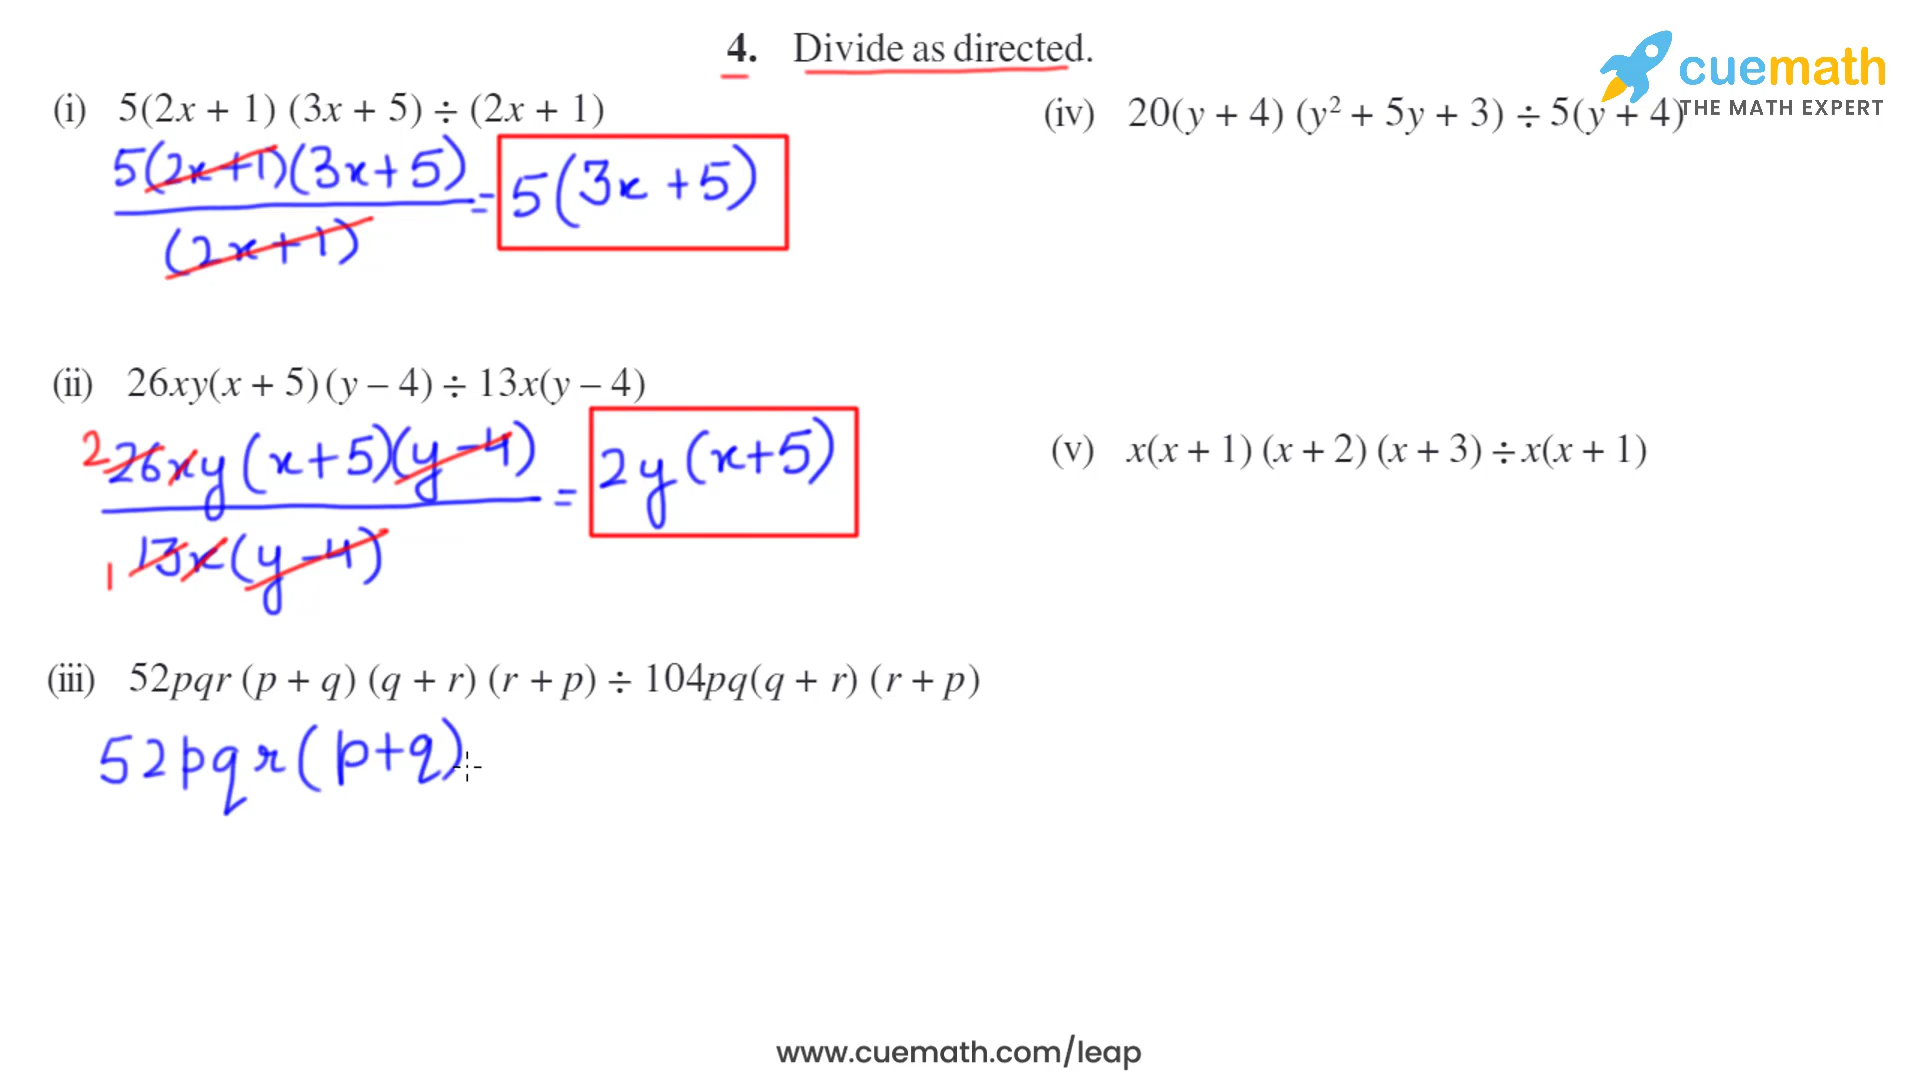 4. Divide as directed.
cuemath
THE MATH EXPERT
(i) 5(2x + 1) (3x + 5) ÷ (2x + 1)
5(2x+1)(3x+5)
(2x+1)
= 5(3x+5)
(ii) 26xy(x + 5) (y – 4) ÷ 13x(y – 4)
2 26xy(x+5)(y-4)
1 13x(y-4)
= 2y(x+5)
(iii) 52pqr (p + q) (q + r) (r + p) ÷ 104pq(q + r) (r + p)
52pqr(p+q)
(iv) 20(y + 4) (y² + 5y + 3) ÷ 5(y + 4)
(v) x(x + 1) (x + 2) (x + 3) ÷ x(x + 1)
www.cuemath.com/leap